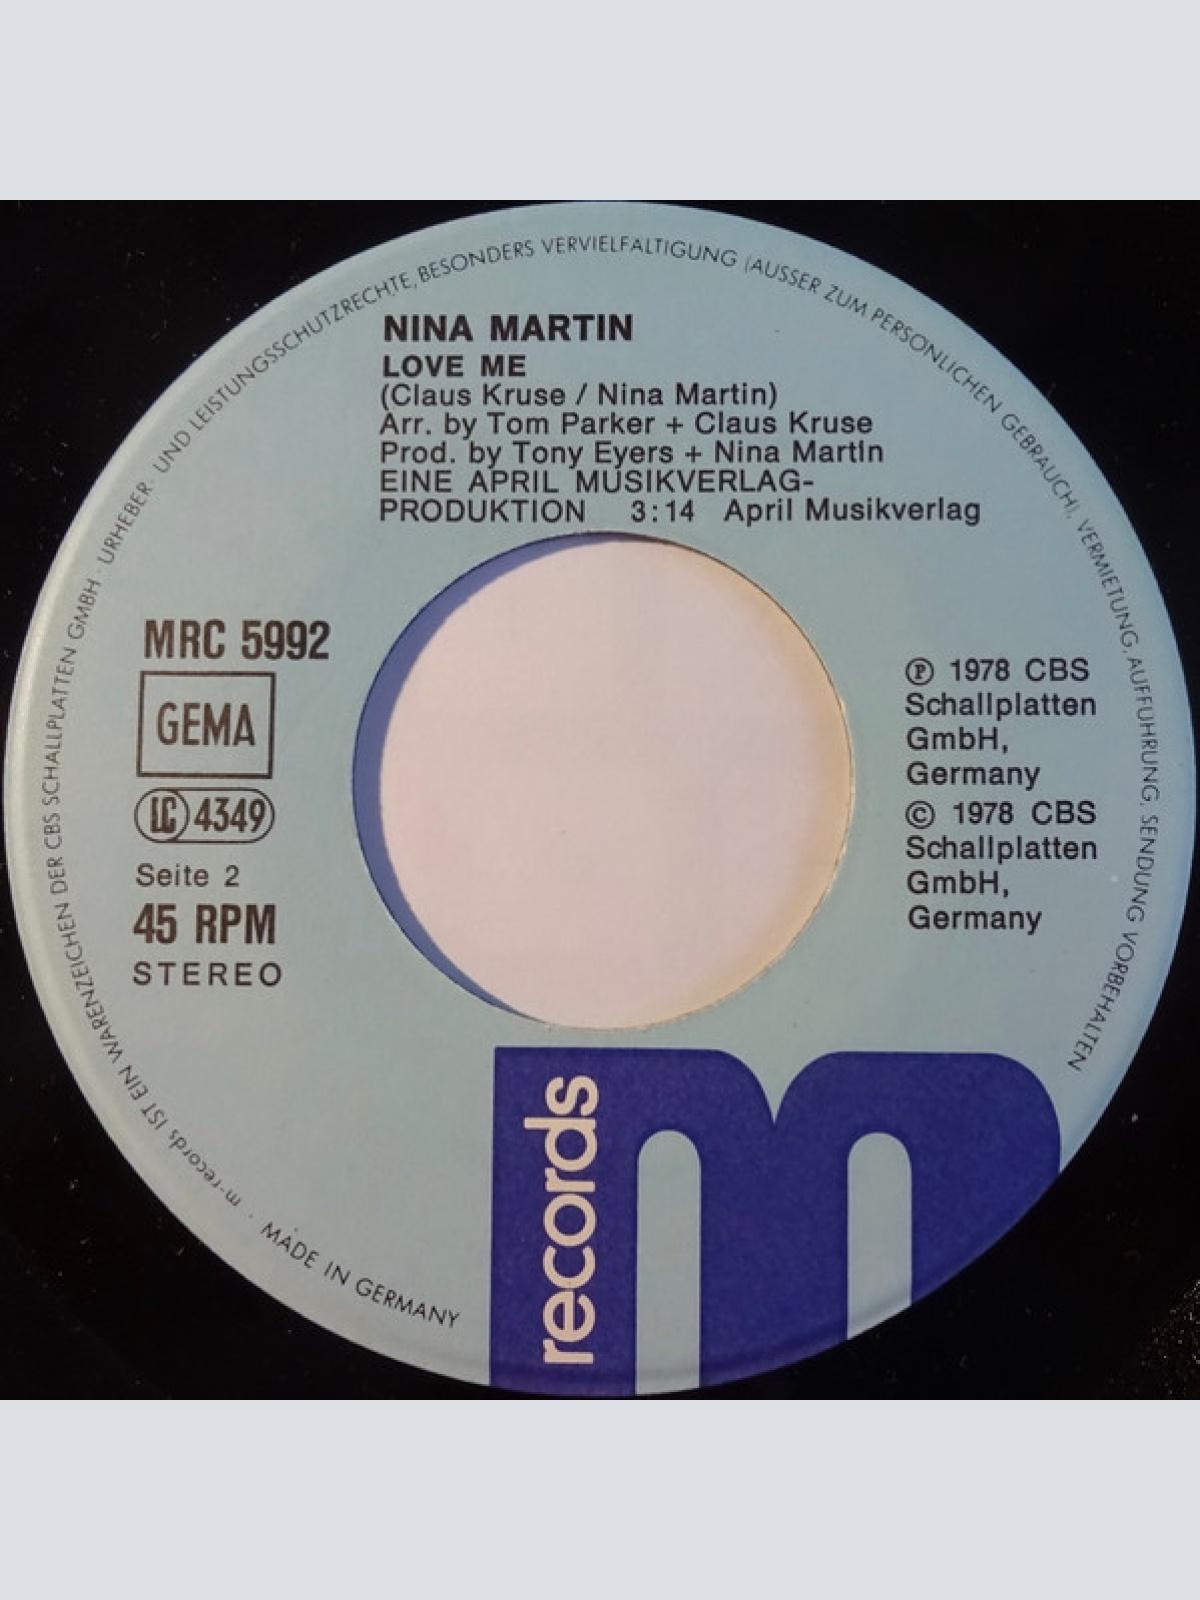 NINA MARTIN
LOVE ME
(Claus Kruse / Nina Martin)
Arr. by Tom Parker + Claus Kruse
Prod. by Tony Eyers + Nina Martin
EINE APRIL MUSIKVERLAG-
PRODUKTION 3:14 April Musikverlag
MRC 5992
GEMA
LC 4349
Seite 2
45 RPM
STEREO
Ⓟ 1978 CBS
Schallplatten
GmbH,
Germany
© 1978 CBS
Schallplatten
GmbH,
Germany
records
m
MADE IN GERMANY · m-records IST EIN WARENZEICHEN DER CBS SCHALLPLATTEN GMBH · URHEBER- UND LEISTUNGSSCHUTZRECHTE, BESONDERS VERVIELFÄLTIGUNG (AUSSER ZUM PERSÖNLICHEN GEBRAUCH), VERMIETUNG, AUFFÜHRUNG, SENDUNG VORBEHALTEN